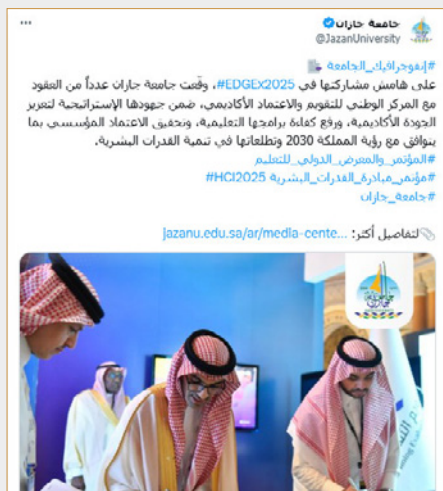 جامعة جازان
@JazanUniversity
#إنفوجرافيك_الجامعة
على هامش مشاركتها في EDGEx2025#، وقّعت جامعة جازان عدداً من العقود
مع المركز الوطني للتقويم والاعتماد الأكاديمي، ضمن جهودها الإستراتيجية لتعزيز
الجودة الأكاديمية، ورفع كفاءة برامجها التعليمية، وتحقيق الاعتماد المؤسسي بما
يتوافق مع رؤية المملكة 2030 وتطلعاتها في تنمية القدرات البشرية.
#المؤتمر_والمعرض_الدولي_للتعليم
#مؤتمر_مبادرة_القدرات_البشرية HCI2025#
#جامعة_جازان
لتفاصيل أكثر: jazanu.edu.sa/ar/media-cente...